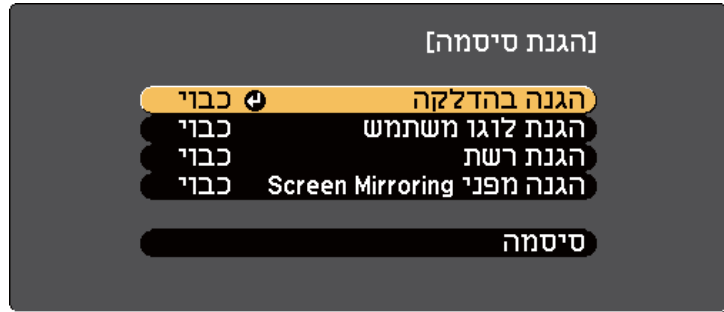 [הגנת סיסמה]
הגנה בהדלקה כבוי
הגנת לוגו משתמש כבוי
הגנת רשת כבוי
הגנה מפני Screen Mirroring כבוי
סיסמה